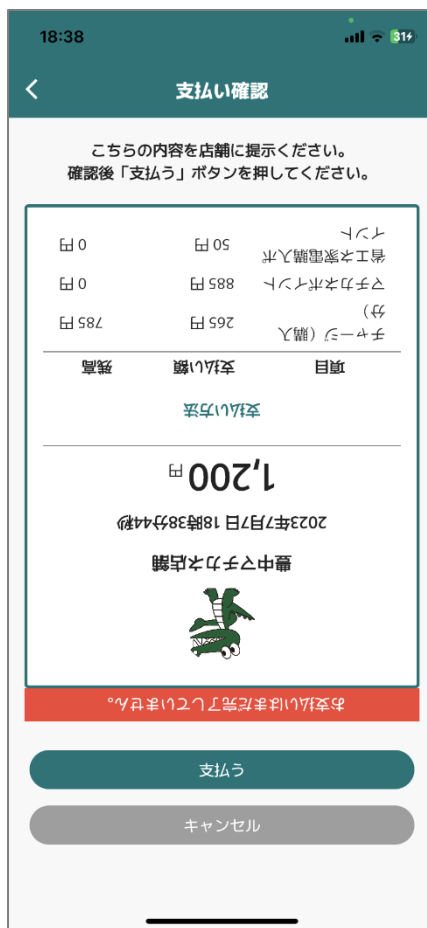 18:38
31
支払い確認
こちらの内容を店舗に提示ください。
確認後「支払う」ボタンを押してください。
お支払いはまだ完了していません。
豊中マチカネ店舗
2023年7月7日 18時38分44秒
1,200 円
支払い方法
項目 支払い額 残高
チャージ（購入分） 265 円 785 円
マチカネポイント 885 円 0 円
省エネ家電購入ポイント 50 円 0 円
支払う
キャンセル